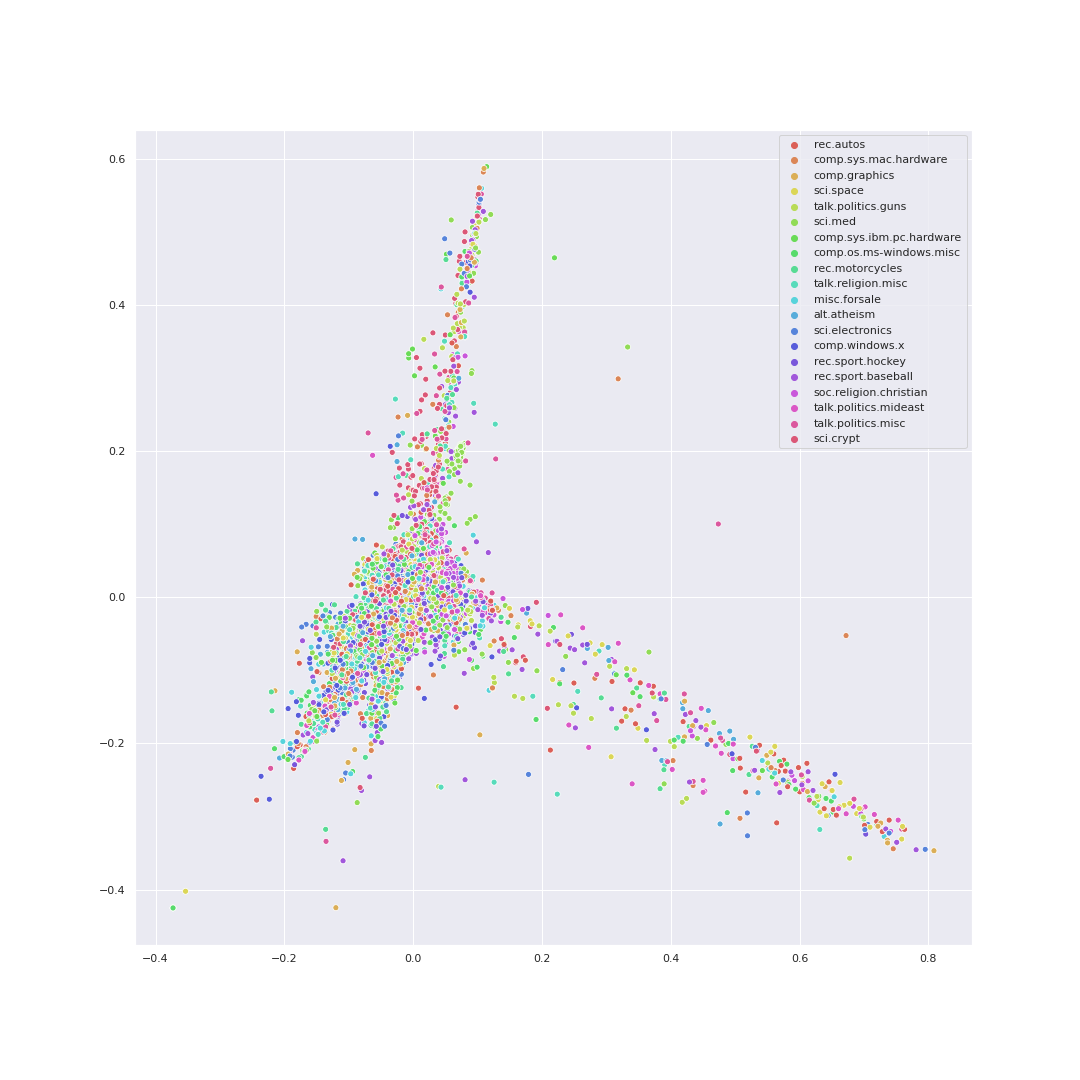 0.6
0.4
0.2
0.0
−0.2
−0.4
−0.4
−0.2
0.0
0.2
0.4
0.6
0.8
rec.autos
comp.sys.mac.hardware
comp.graphics
sci.space
talk.politics.guns
sci.med
comp.sys.ibm.pc.hardware
comp.os.ms-windows.misc
rec.motorcycles
talk.religion.misc
misc.forsale
alt.atheism
sci.electronics
comp.windows.x
rec.sport.hockey
rec.sport.baseball
soc.religion.christian
talk.politics.mideast
talk.politics.misc
sci.crypt